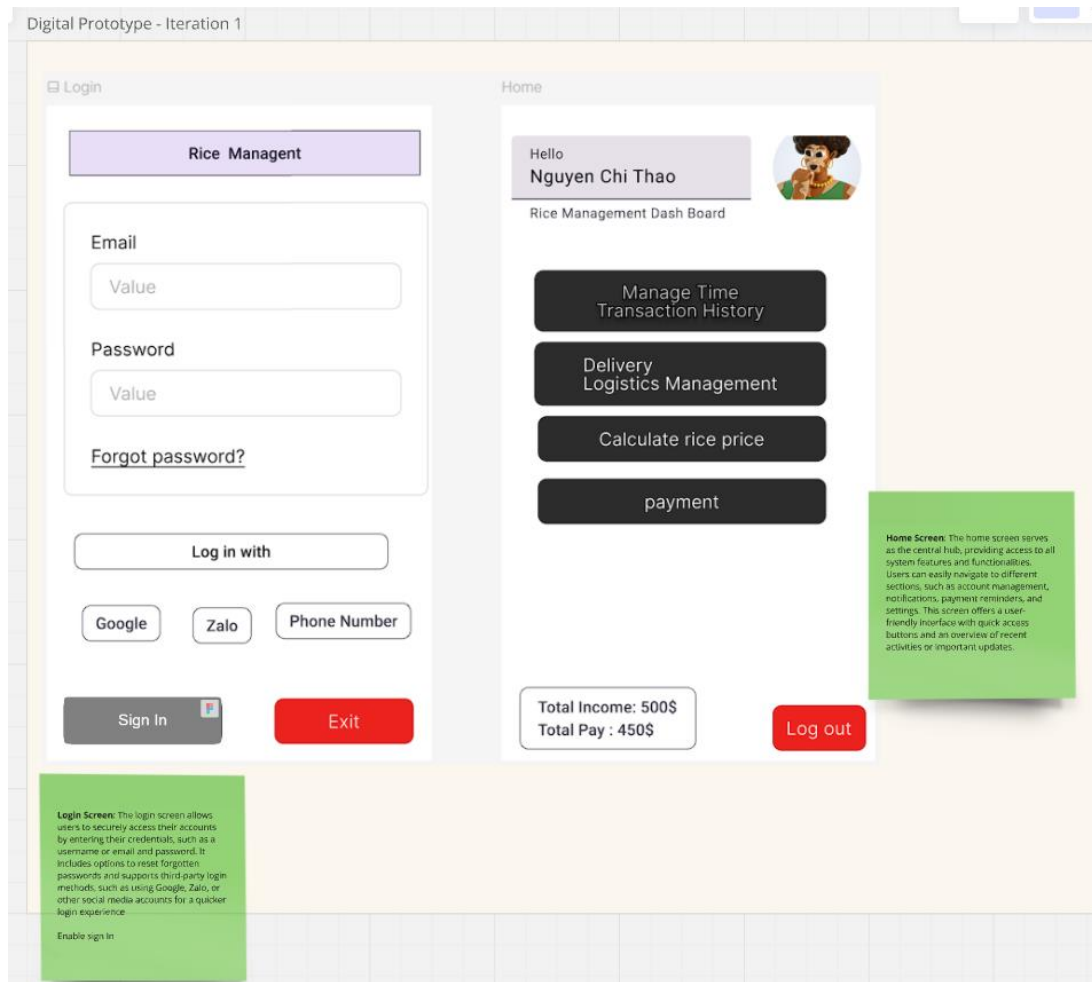 Digital Prototype - Iteration 1
Login
Rice Managent
Email
Value
Password
Value
Forgot password?
Log in with
Google
Zalo
Phone Number
Sign In
Exit
Home
Hello
Nguyen Chi Thao
Rice Management Dash Board
Manage Time
Transaction History
Delivery
Logistics Management
Calculate rice price
payment
Total Income: 500$
Total Pay : 450$
Log out
Home Screen: The home screen serves
as the central hub, providing access to all
system features and functionalities.
Users can easily navigate to different
sections, such as account management,
notifications, payment reminders, and
settings. This screen offers a user-
friendly interface with quick access
buttons and an overview of recent
activities or important updates.
Login Screen: The login screen allows
users to securely access their accounts
by entering their credentials, such as a
username or email and password. It
includes options to reset forgotten
passwords and supports third-party login
methods, such as using Google, Zalo, or
other social media accounts for a quicker
login experience
Enable sign In